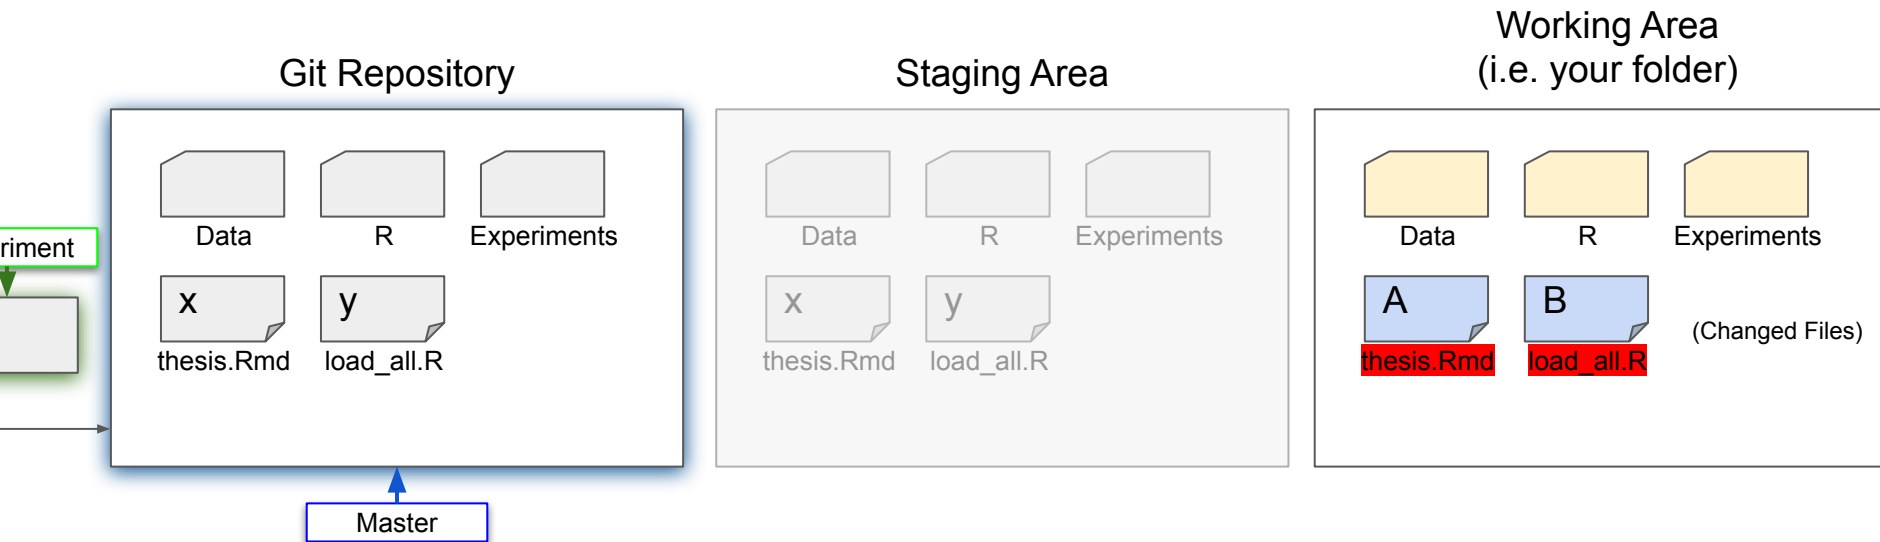 Working Area
(i.e. your folder)
Git Repository
Staging Area
Data
R
Experiments
x
y
thesis.Rmd
load_all.R
Data
R
Experiments
x
y
thesis.Rmd
load_all.R
Data
R
Experiments
A
B
(Changed Files)
thesis.Rmd
load_all.R
riment
Master